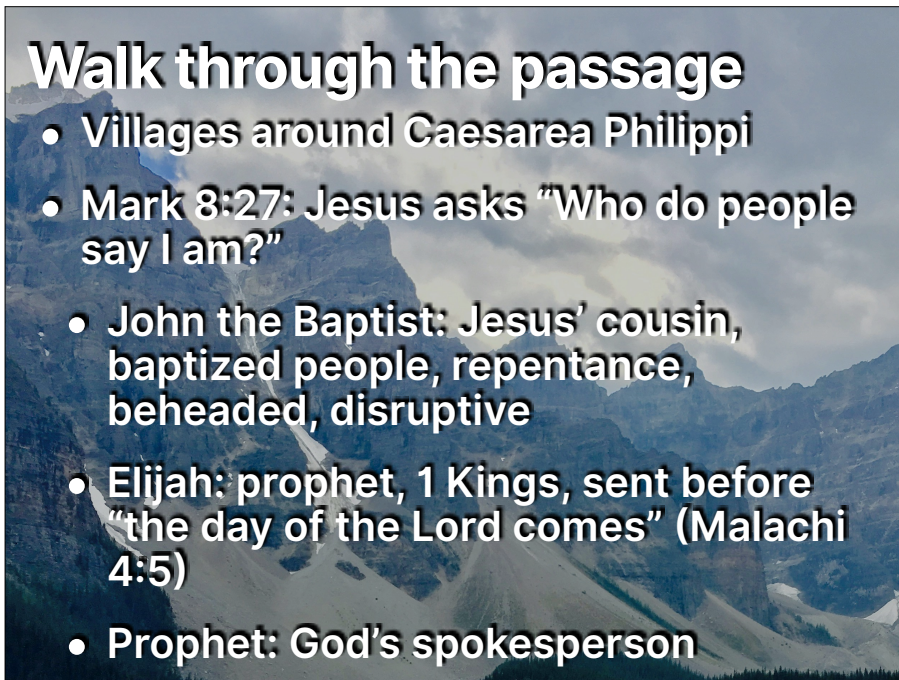 Walk through the passage
• Villages around Caesarea Philippi
• Mark 8:27: Jesus asks “Who do people
say I am?”
• John the Baptist: Jesus’ cousin,
baptized people, repentance,
beheaded, disruptive
• Elijah: prophet, 1 Kings, sent before
“the day of the Lord comes” (Malachi
4:5)
• Prophet: God’s spokesperson